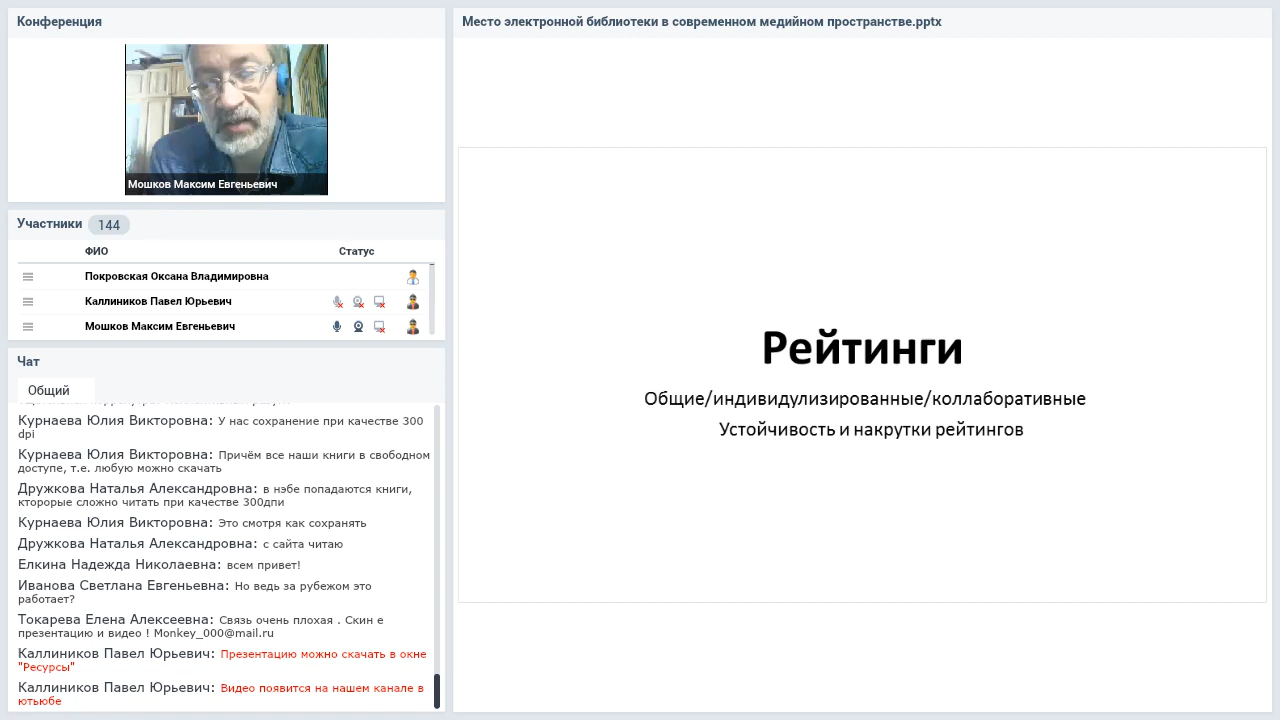 Конференция
Мошков Максим Евгеньевич
Участники 144
ФИО Статус
Покровская Оксана Владимировна
Каллиников Павел Юрьевич
Мошков Максим Евгеньевич
Чат
Общий
Курнаева Юлия Викторовна: У нас сохранение при качестве 300
dpi
Курнаева Юлия Викторовна: Причём все наши книги в свободном
доступе, т.е. любую можно скачать
Дружкова Наталья Александровна: в нэбе попадаются книги,
кторорые сложно читать при качестве 300дпи
Курнаева Юлия Викторовна: Это смотря как сохранять
Дружкова Наталья Александровна: с сайта читаю
Елкина Надежда Николаевна: всем привет!
Иванова Светлана Евгеньевна: Но ведь за рубежом это
работает?
Токарева Елена Алексеевна: Связь очень плохая . Скин е
презентацию и видео ! Monkey_000@mail.ru
Каллиников Павел Юрьевич: Презентацию можно скачать в окне
"Ресурсы"
Каллиников Павел Юрьевич: Видео появится на нашем канале в
ютьюбе
Место электронной библиотеки в современном медийном пространстве.pptx
Рейтинги
Общие/индивидулизированные/коллаборативные
Устойчивость и накрутки рейтингов